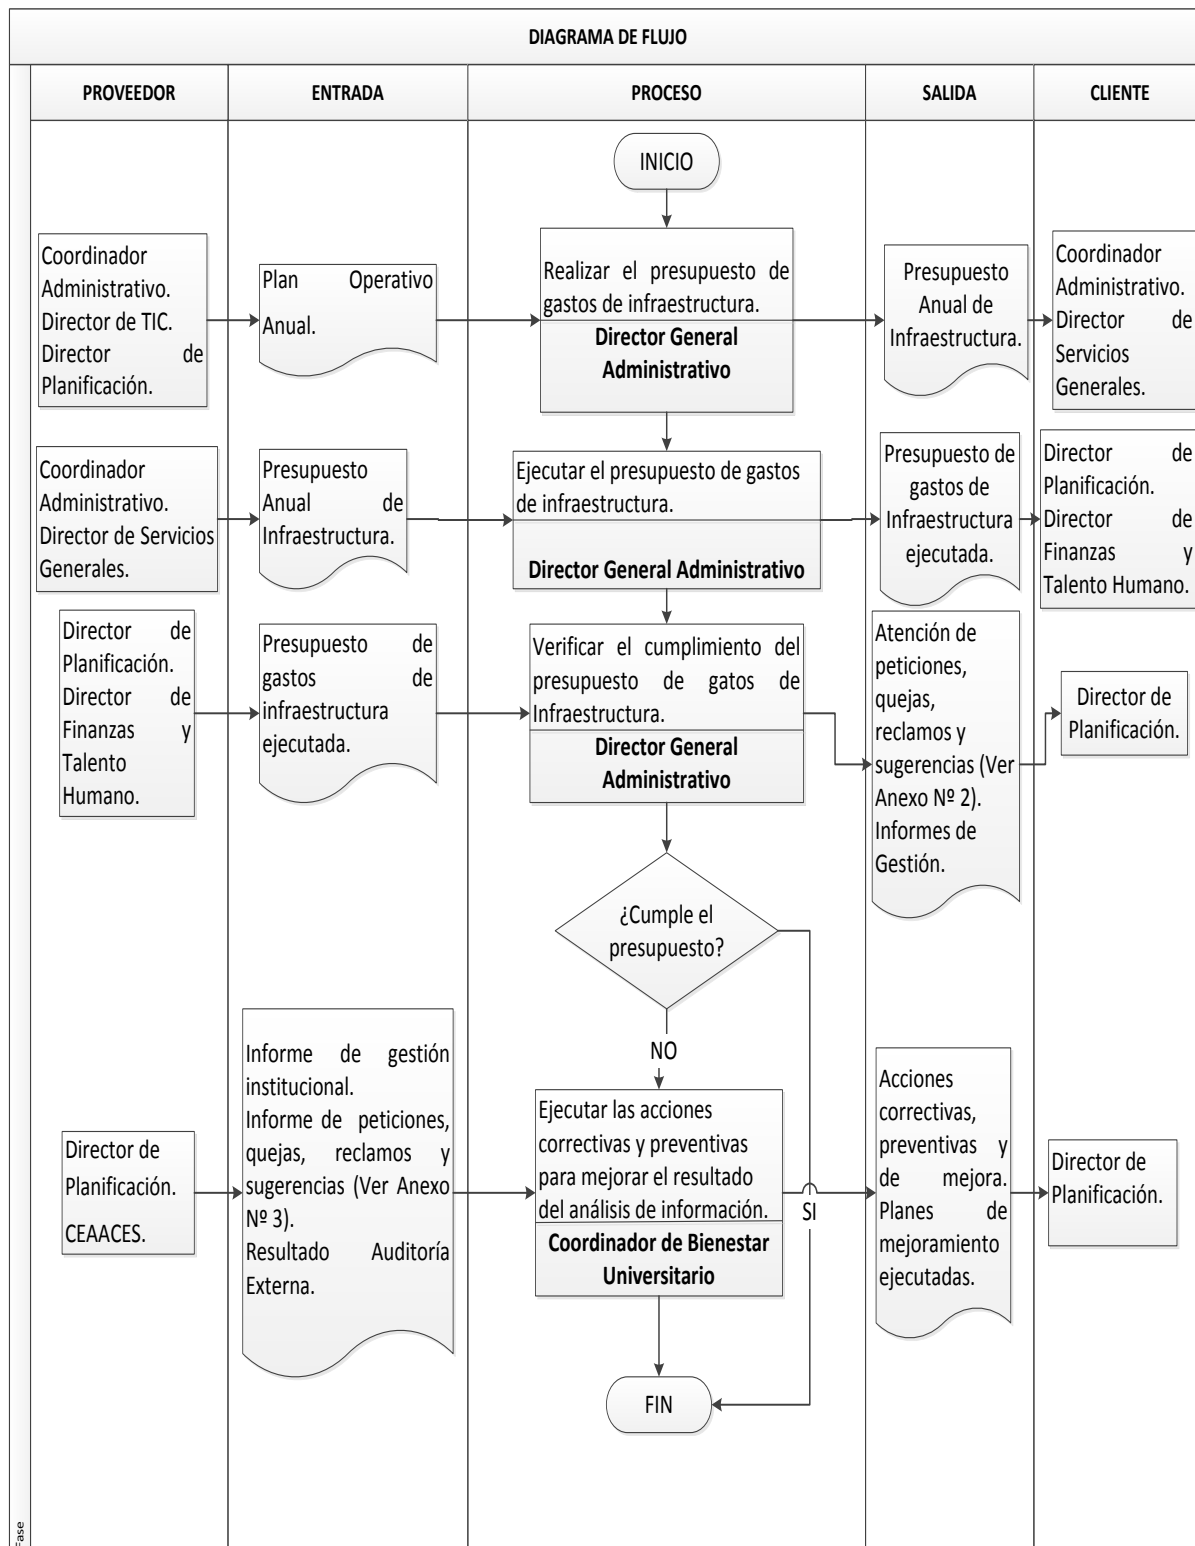 DIAGRAMA DE FLUJO
PROVEEDOR
ENTRADA
PROCESO
SALIDA
CLIENTE
INICIO
Coordinador
Administrativo.
Director de TIC.
Director de
Planificación.
Plan Operativo
Anual.
Realizar el presupuesto de
gastos de infraestructura.
Director General
Administrativo
Presupuesto
Anual de
Infraestructura.
Coordinador
Administrativo.
Director de
Servicios
Generales.
Coordinador
Administrativo.
Director de Servicios
Generales.
Presupuesto
Anual de
Infraestructura.
Ejecutar el presupuesto de gastos
de infraestructura.
Director General Administrativo
Presupuesto de
gastos de
Infraestructura
ejecutada.
Director de
Planificación.
Director de
Finanzas y
Talento Humano.
Director de
Planificación.
Director de
Finanzas y
Talento
Humano.
Presupuesto de
gastos de
infraestructura
ejecutada.
Verificar el cumplimiento del
presupuesto de gatos de
Infraestructura.
Director General
Administrativo
Atención de
peticiones,
quejas,
reclamos y
sugerencias (Ver
Anexo Nº 2).
Informes de
Gestión.
Director de
Planificación.
¿Cumple el
presupuesto?
NO
SI
Director de
Planificación.
CEAACES.
Informe de gestión
institucional.
Informe de peticiones,
quejas, reclamos y
sugerencias (Ver Anexo
Nº 3).
Resultado Auditoría
Externa.
Ejecutar las acciones
correctivas y preventivas
para mejorar el resultado
del análisis de información.
Coordinador de Bienestar
Universitario
Acciones
correctivas,
preventivas y
de mejora.
Planes de
mejoramiento
ejecutadas.
Director de
Planificación.
FIN
Fase